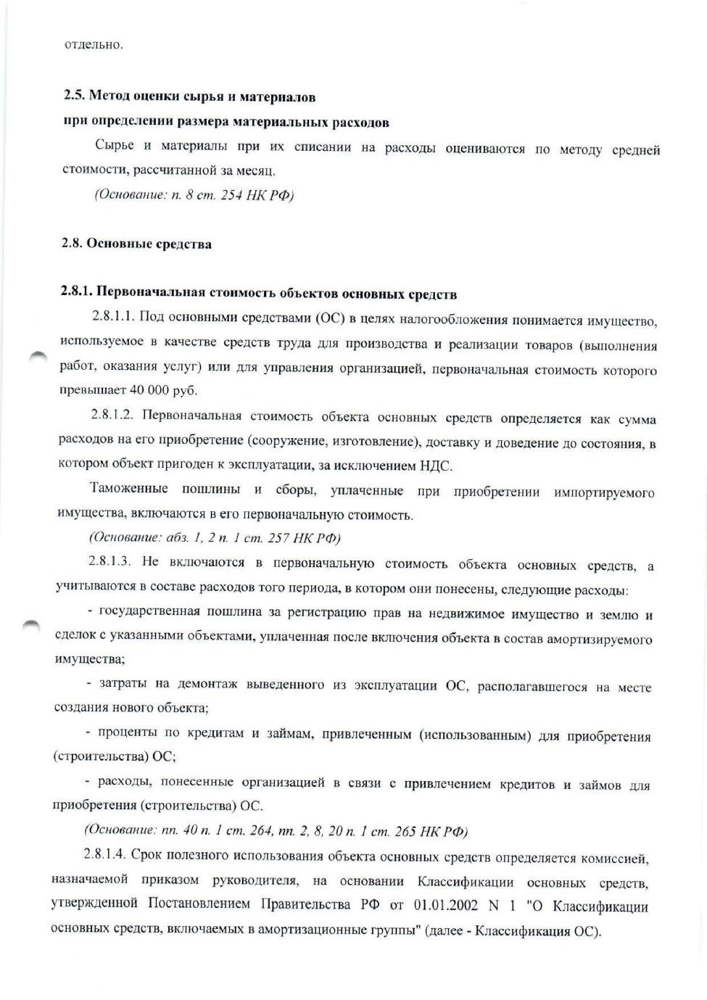 отдельно.
2.5. Метод оценки сырья и материалов
при определении размера материальных расходов
Сырье и материалы при их списании на расходы оцениваются по методу средней
стоимости, рассчитанной за месяц.
(Основание: п. 8 ст. 254 НК РФ)
2.8. Основные средства
2.8.1. Первоначальная стоимость объектов основных средств
2.8.1.1. Под основными средствами (ОС) в целях налогообложения понимается имущество,
используемое в качестве средств труда для производства и реализации товаров (выполнения
работ, оказания услуг) или для управления организацией, первоначальная стоимость которого
превышает 40 000 руб.
2.8.1.2. Первоначальная стоимость объекта основных средств определяется как сумма
расходов на его приобретение (сооружение, изготовление), доставку и доведение до состояния, в
котором объект пригоден к эксплуатации, за исключением НДС.
Таможенные пошлины и сборы, уплаченные при приобретении импортируемого
имущества, включаются в его первоначальную стоимость.
(Основание: абз. 1, 2 п. 1 ст. 257 НК РФ)
2.8.1.3. Не включаются в первоначальную стоимость объекта основных средств, а
учитываются в составе расходов того периода, в котором они понесены, следующие расходы:
- государственная пошлина за регистрацию прав на недвижимое имущество и землю и
сделок с указанными объектами, уплаченная после включения объекта в состав амортизируемого
имущества;
- затраты на демонтаж выведенного из эксплуатации ОС, располагавшегося на месте
создания нового объекта;
- проценты по кредитам и займам, привлеченным (использованным) для приобретения
(строительства) ОС;
- расходы, понесенные организацией в связи с привлечением кредитов и займов для
приобретения (строительства) ОС.
(Основание: пп. 40 п. 1 ст. 264, пп. 2, 8, 20 п. 1 ст. 265 НК РФ)
2.8.1.4. Срок полезного использования объекта основных средств определяется комиссией,
назначаемой приказом руководителя, на основании Классификации основных средств,
утвержденной Постановлением Правительства РФ от 01.01.2002 N 1 "О Классификации
основных средств, включаемых в амортизационные группы" (далее - Классификация ОС).